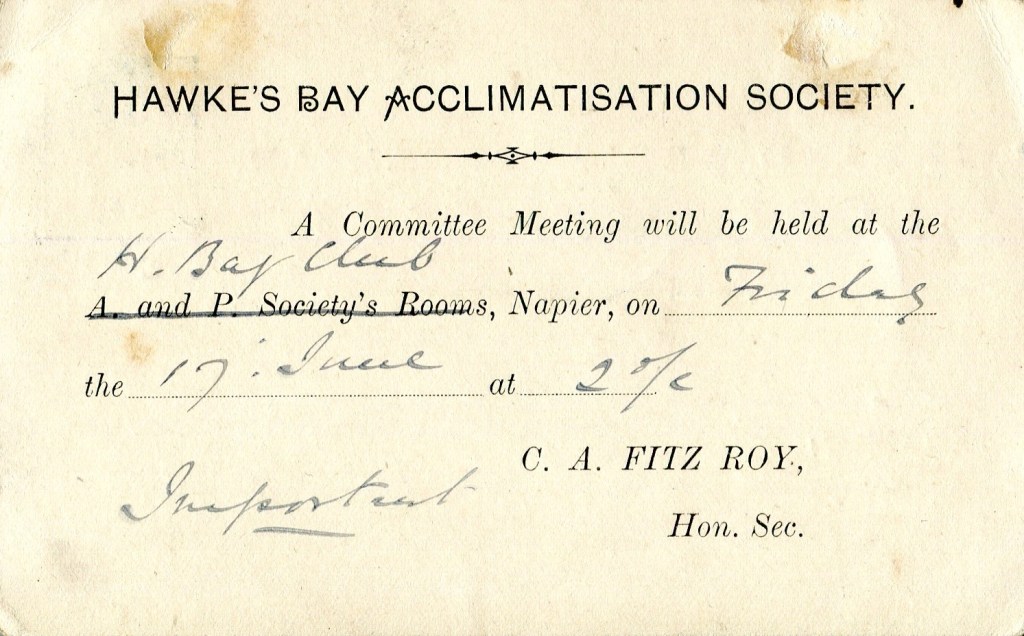 HAWKE'S BAY ACCLIMATISATION SOCIETY.
A Committee Meeting will be held at the
H. Bay Club
A. and P. Society's Rooms, Napier, on Friday
the 17. June at 2 o/c
C. A. FITZ ROY,
Important
Hon. Sec.